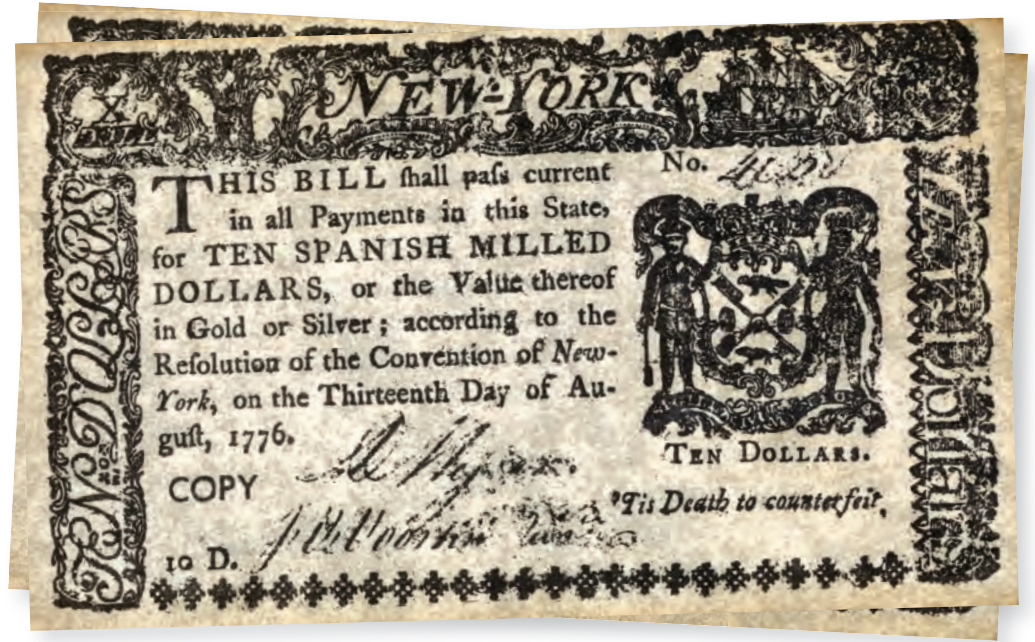 NEW-YORK
X
No.
THIS BILL ſhall paſs current
in all Payments in this State,
for TEN SPANISH MILLED
DOLLARS, or the Value thereof
in Gold or Silver; according to the
Reſolution of the Convention of New-
York, on the Thirteenth Day of Au-
guſt, 1776.
COPY
10 D.
TEN DOLLARS.
'Tis Death to counterfeit,
TEN DOLLARS